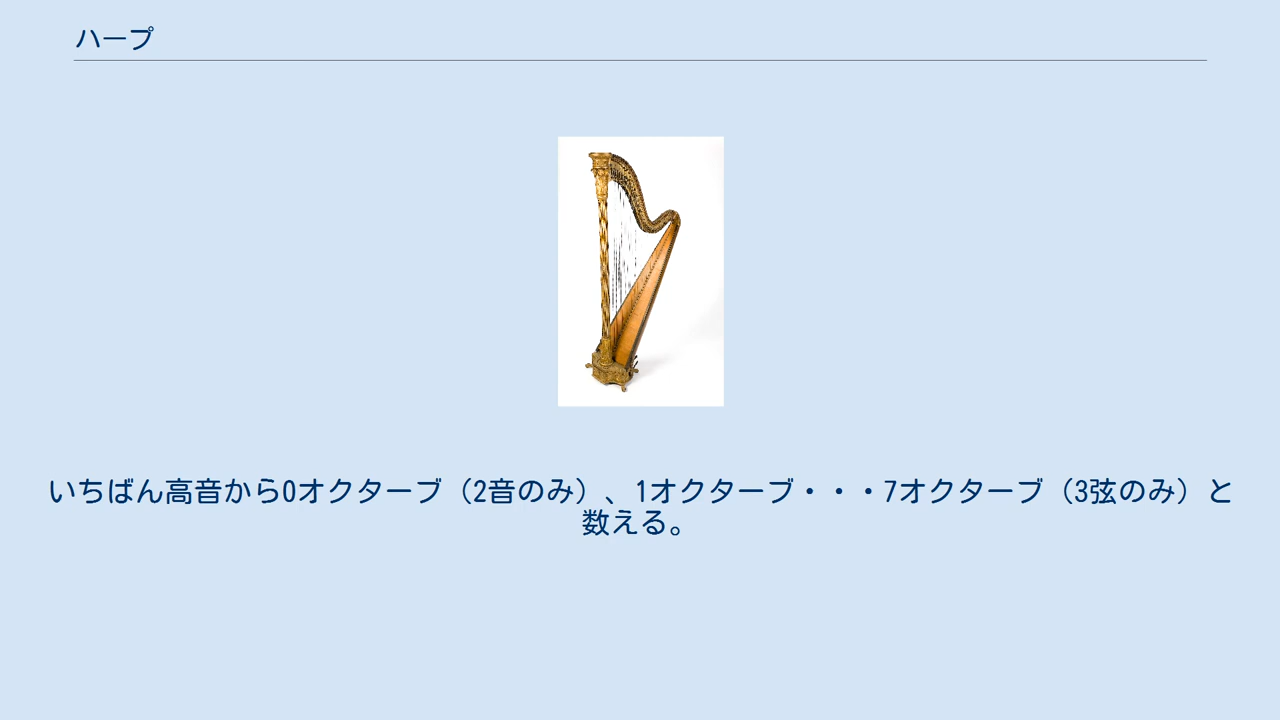 ハープ
いちばん高音から0オクターブ（2音のみ）、1オクターブ・・・7オクターブ（3弦のみ）と
数える。